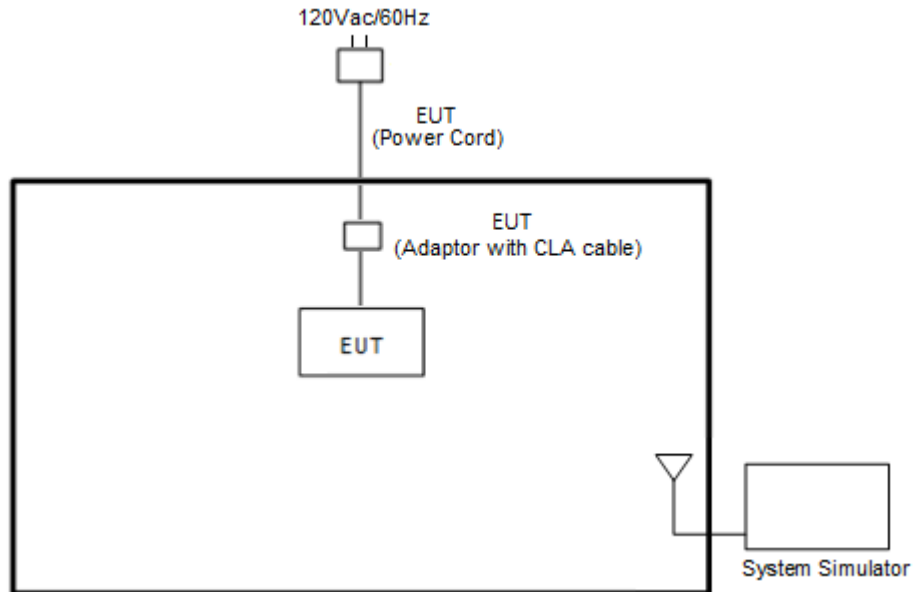 120Vac/60Hz
EUT
(Power Cord)
EUT
(Adaptor with CLA cable)
EUT
System Simulator